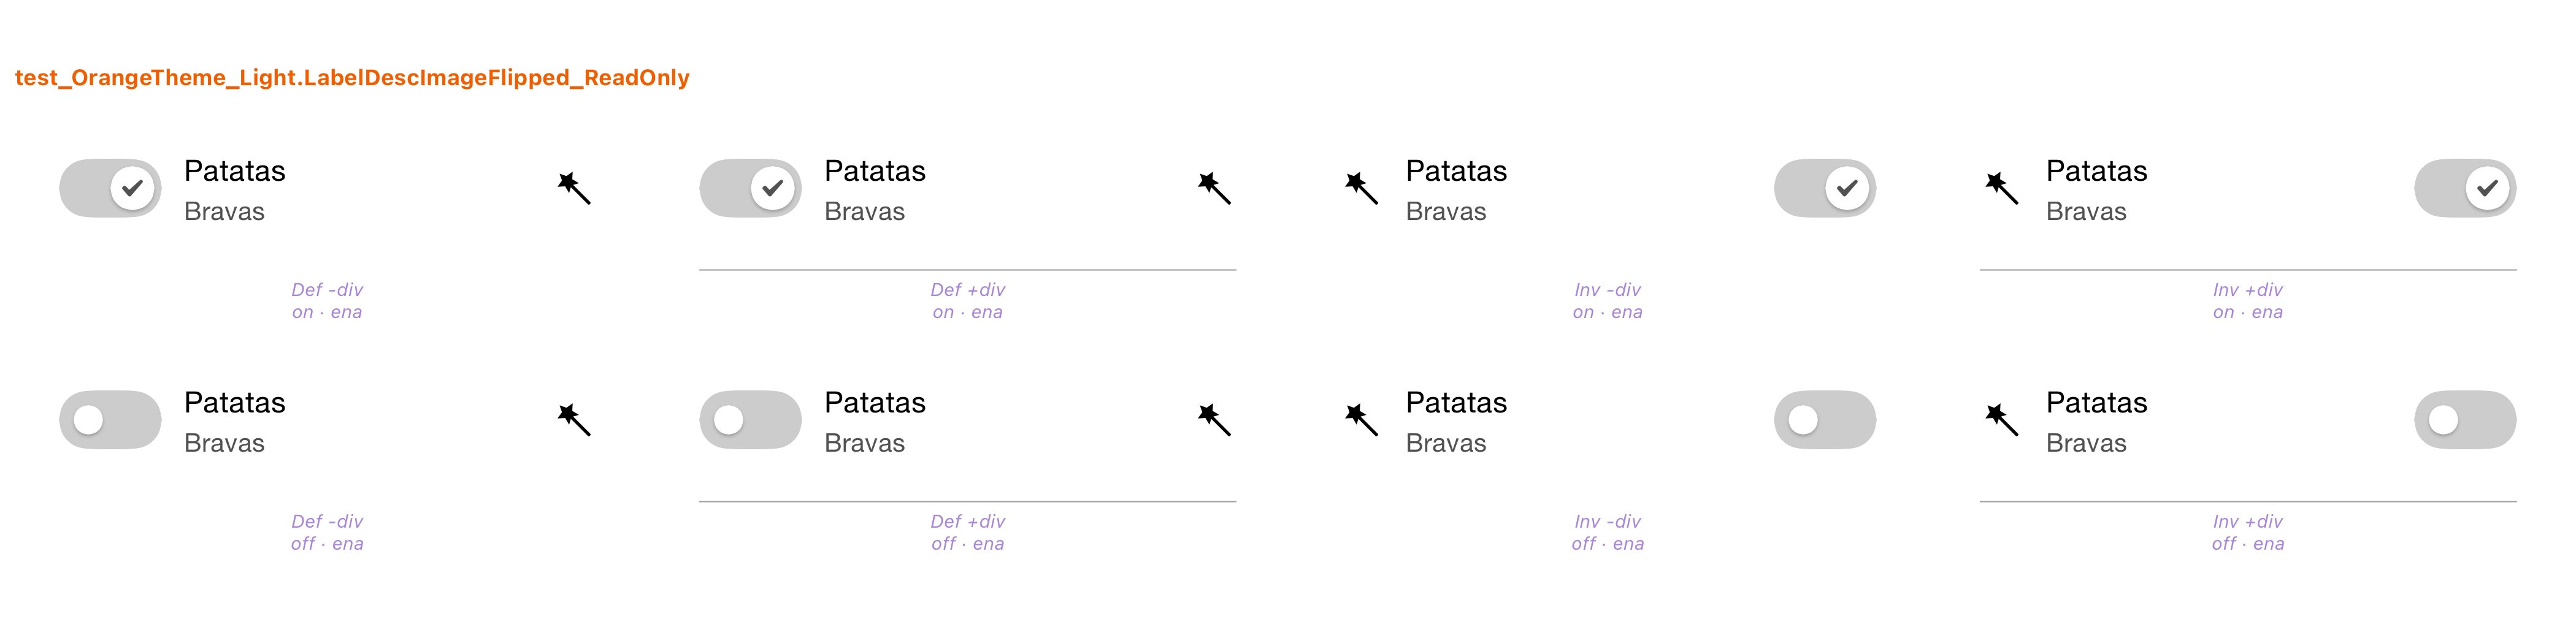 test_OrangeTheme_Light.LabelDescImageFlipped_ReadOnly
Patatas
Bravas
Def -div
on · ena
Patatas
Bravas
Def +div
on · ena
Patatas
Bravas
Inv -div
on · ena
Patatas
Bravas
Inv +div
on · ena
Patatas
Bravas
Def -div
off · ena
Patatas
Bravas
Def +div
off · ena
Patatas
Bravas
Inv -div
off · ena
Patatas
Bravas
Inv +div
off · ena